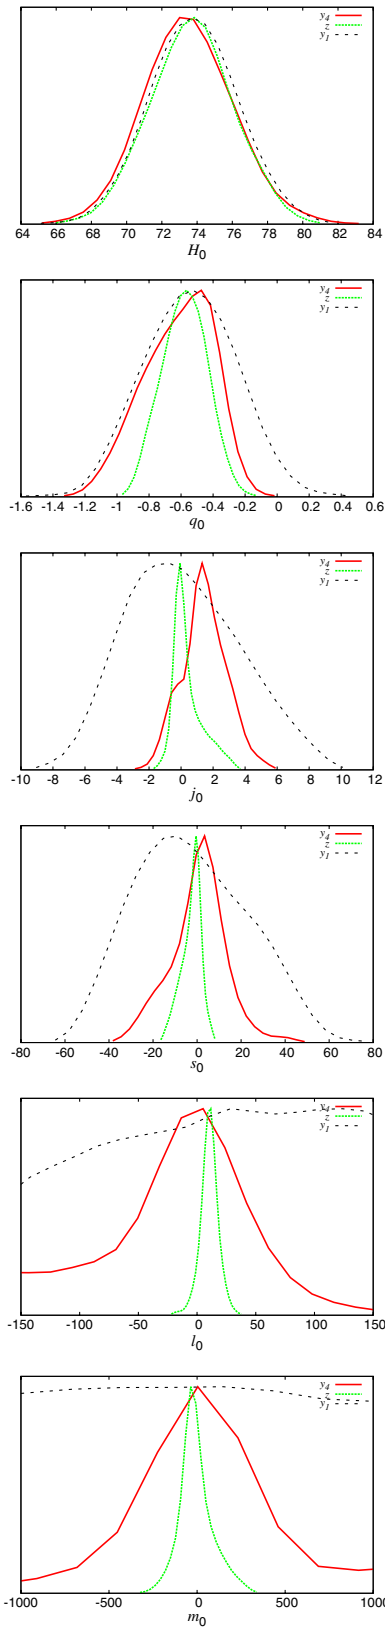 y4
z
y1
64 66 68 70 72 74 76 78 80 82 84
H0
y4
z
y1
-1.6 -1.4 -1.2 -1 -0.8 -0.6 -0.4 -0.2 0 0.2 0.4 0.6
q0
y4
z
y1
-10 -8 -6 -4 -2 0 2 4 6 8 10 12
j0
y4
z
y1
-80 -60 -40 -20 0 20 40 60 80
s0
y4
z
y1
-150 -100 -50 0 50 100 150
l0
y4
z
y1
-1000 -500 0 500 1000
m0